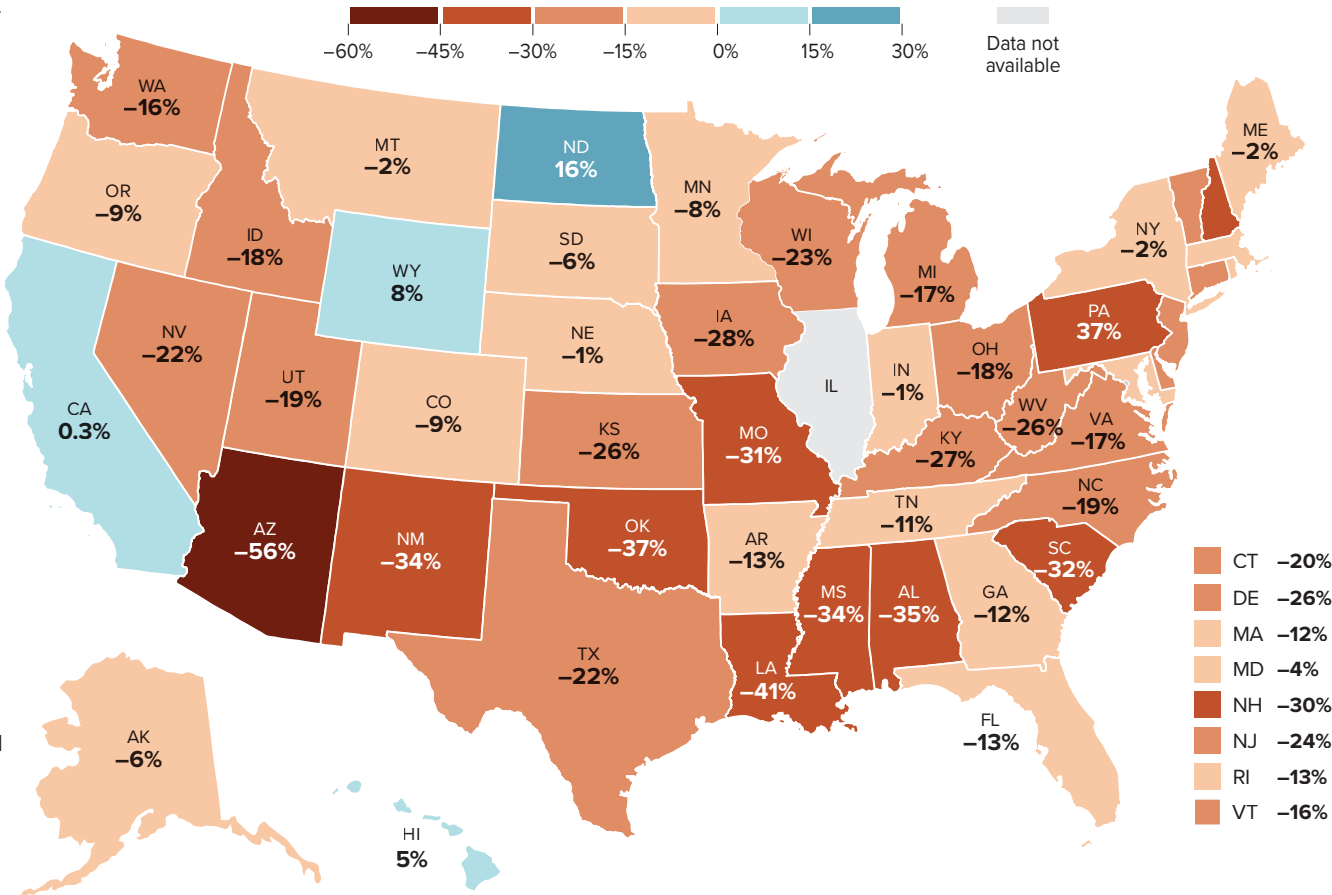 –60% –45% –30% –15% 0% 15% 30%
Data not
available
WA
–16%
OR
–9%
ID
–18%
MT
–2%
ND
16%
MN
–8%
SD
–6%
WY
8%
WI
–23%
MI
–17%
NY
–2%
ME
–2%
NV
–22%
UT
–19%
CA
0.3%
CO
–9%
NE
–1%
IA
–28%
IL
IN
–1%
OH
–18%
PA
37%
KS
–26%
MO
–31%
KY
–27%
WV
–26%
VA
–17%
AZ
–56%
NM
–34%
OK
–37%
AR
–13%
TN
–11%
NC
–19%
SC
–32%
MS
–34%
AL
–35%
GA
–12%
TX
–22%
LA
–41%
FL
–13%
AK
–6%
HI
5%
CT –20%
DE –26%
MA –12%
MD –4%
NH –30%
NJ –24%
RI –13%
VT –16%